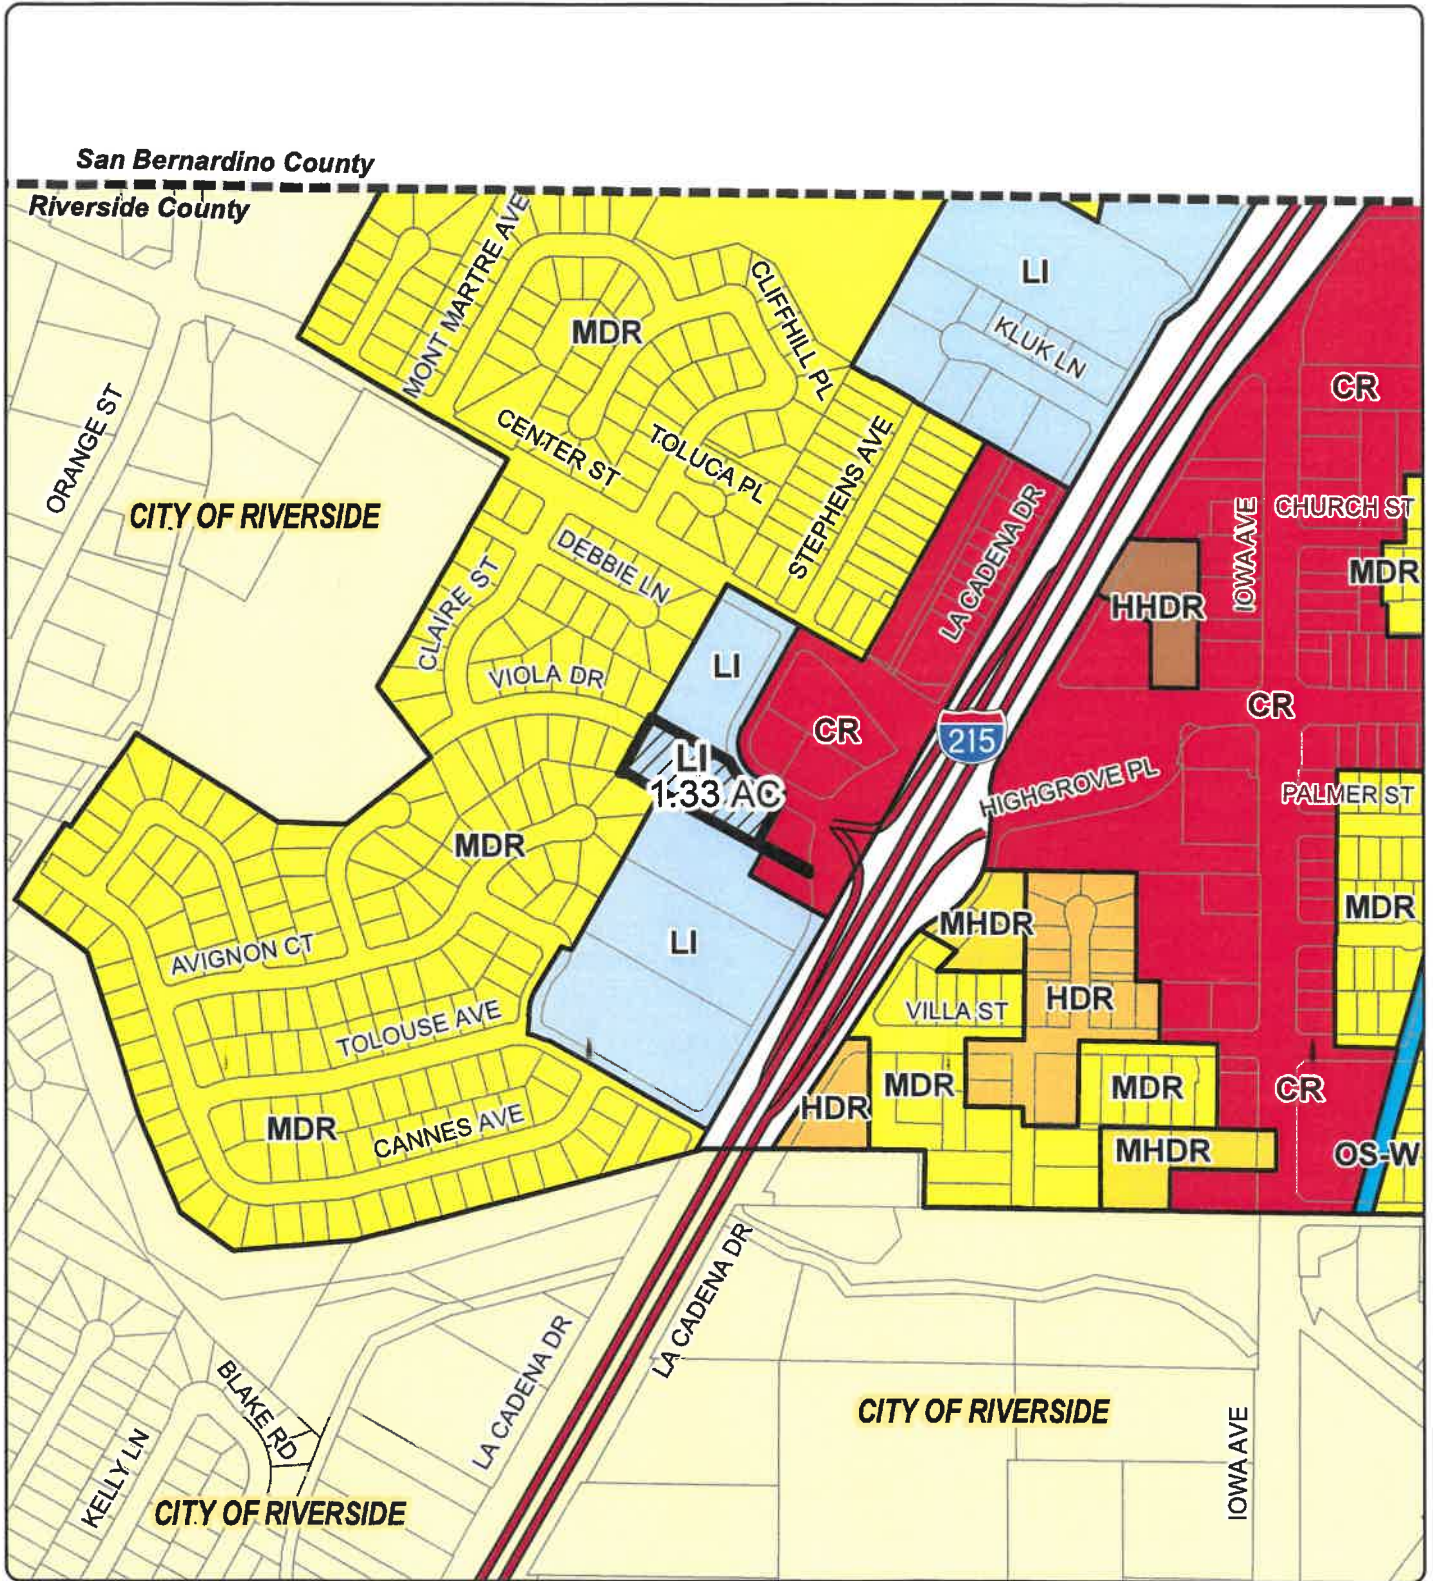 San Bernardino County
Riverside County
MONT MARTRE AVE
CLIFFHILL PL
LI
MDR
KLUK LN
CR
ORANGE ST
CENTER ST
TOLUCA PL
STEPHENS AVE
LA CADENA DR
IOWA AVE
CHURCH ST
CITY OF RIVERSIDE
DEBBIE LN
MDR
CLAIRE ST
HHDR
VIOLA DR
LI
CR
CR
215
LI
1.33 AC
HIGHGROVE PL
PALMER ST
MDR
MDR
MHDR
AVIGNON CT
LI
HDR
VILLA ST
TOLOUSE AVE
MDR
MDR
CR
HDR
MDR
CANNES AVE
MHDR
OS-W
LA CADENA DR
LA CADENA DR
BLAKE RD
CITY OF RIVERSIDE
IOWA AVE
KELLY LN
CITY OF RIVERSIDE